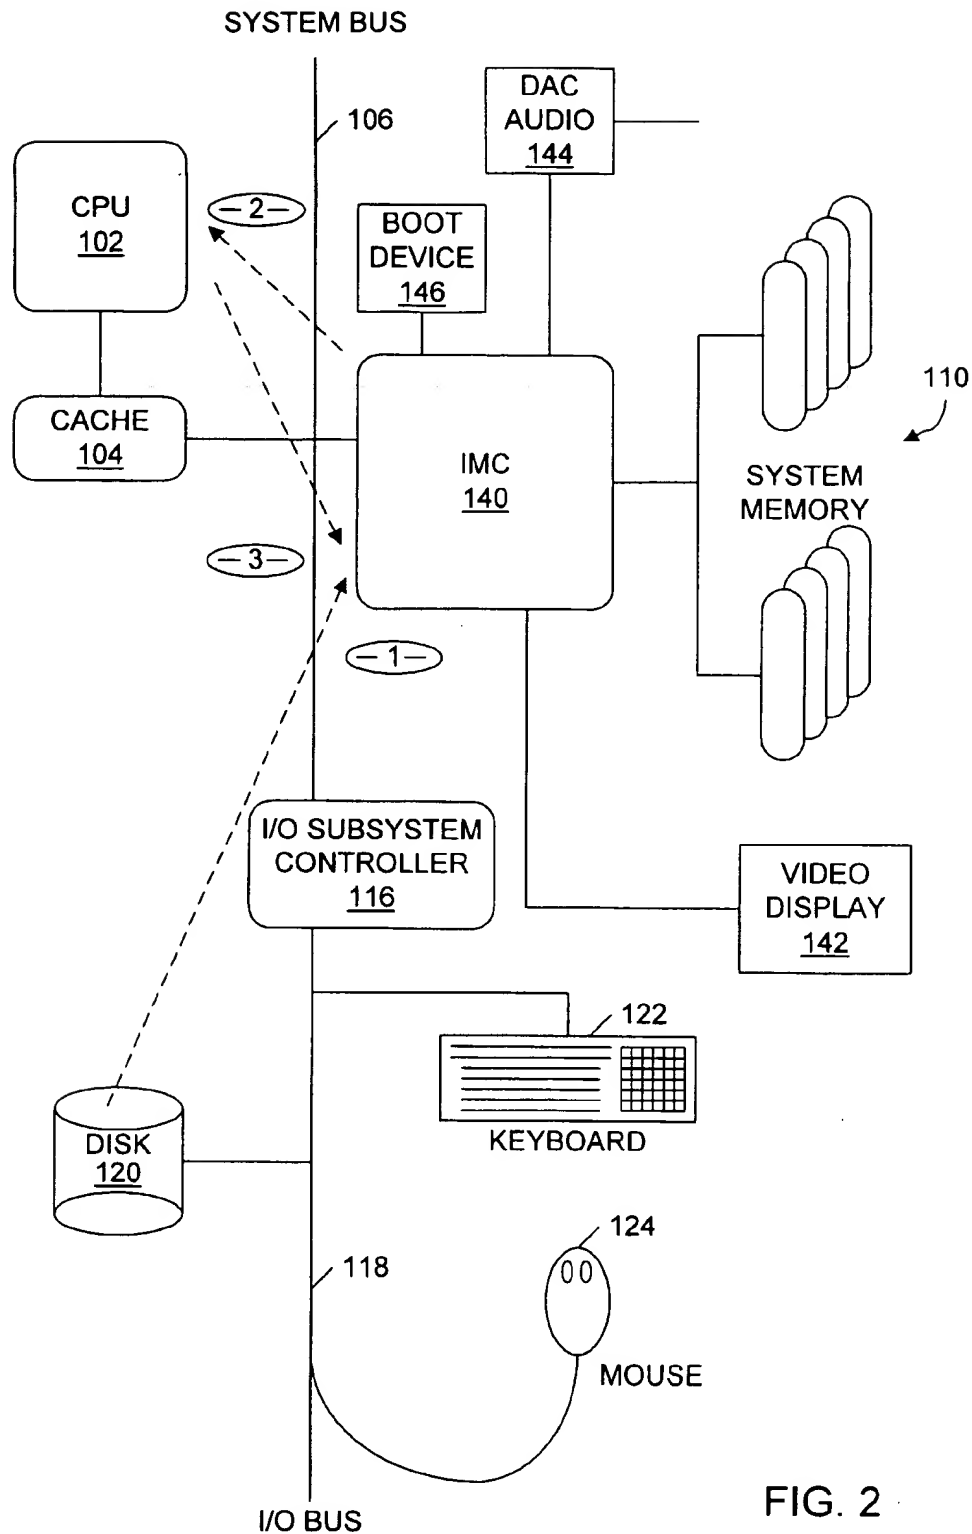 SYSTEM BUS
106
DAC
AUDIO
144
CPU
102
–2–
BOOT
DEVICE
146
110
CACHE
104
IMC
140
SYSTEM
MEMORY
–3–
–1–
I/O SUBSYSTEM
CONTROLLER
116
VIDEO
DISPLAY
142
122
KEYBOARD
DISK
120
124
118
MOUSE
I/O BUS
FIG. 2